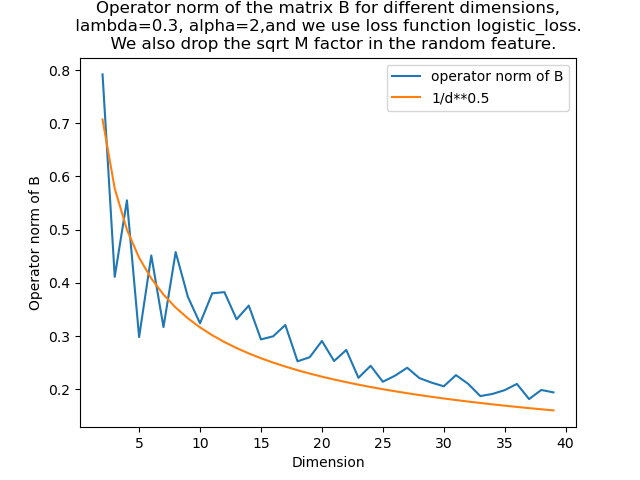 Operator norm of the matrix B for different dimensions,
lambda=0.3, alpha=2,and we use loss function logistic_loss.
We also drop the sqrt M factor in the random feature.
operator norm of B
1/d**0.5
Operator norm of B
0.8
0.7
0.6
0.5
0.4
0.3
0.2
5 10 15 20 25 30 35 40
Dimension